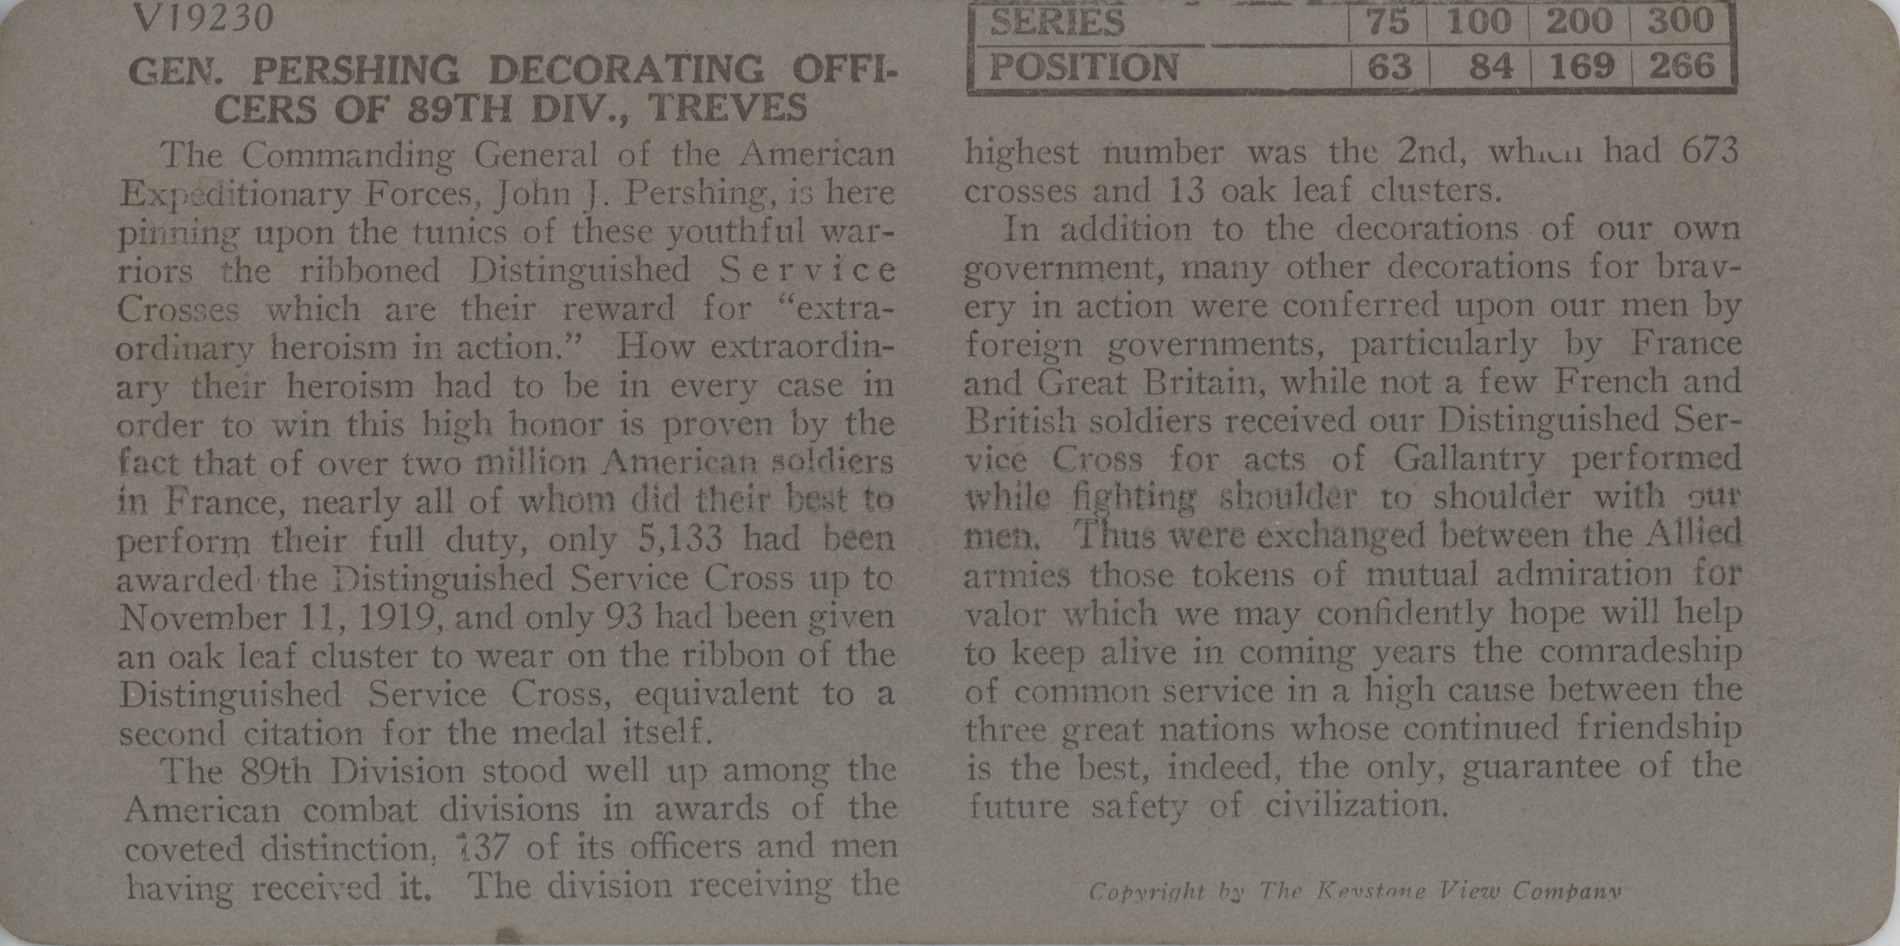 V19230
GEN. PERSHING DECORATING OFFI-
CERS OF 89TH DIV., TREVES
The Commanding General of the American
Expeditionary Forces, John J. Pershing, is here
pinning upon the tunics of these youthful war-
riors the ribboned Distinguished Service
Crosses which are their reward for “extra-
ordinary heroism in action.” How extraordin-
ary their heroism had to be in every case in
order to win this high honor is proven by the
fact that of over two million American soldiers
in France, nearly all of whom did their best to
perform their full duty, only 5,133 had been
awarded the Distinguished Service Cross up to
November 11, 1919, and only 93 had been given
an oak leaf cluster to wear on the ribbon of the
Distinguished Service Cross, equivalent to a
second citation for the medal itself.
The 89th Division stood well up among the
American combat divisions in awards of the
coveted distinction, 137 of its officers and men
having received it. The division receiving the
SERIES 75 100 200 300
POSITION 63 84 169 266
highest number was the 2nd, which had 673
crosses and 13 oak leaf clusters.
In addition to the decorations of our own
government, many other decorations for brav-
ery in action were conferred upon our men by
foreign governments, particularly by France
and Great Britain, while not a few French and
British soldiers received our Distinguished Ser-
vice Cross for acts of Gallantry performed
while fighting shoulder to shoulder with our
men. Thus were exchanged between the Allied
armies those tokens of mutual admiration for
valor which we may confidently hope will help
to keep alive in coming years the comradeship
of common service in a high cause between the
three great nations whose continued friendship
is the best, indeed, the only, guarantee of the
future safety of civilization.
Copyright by The Keystone View Company